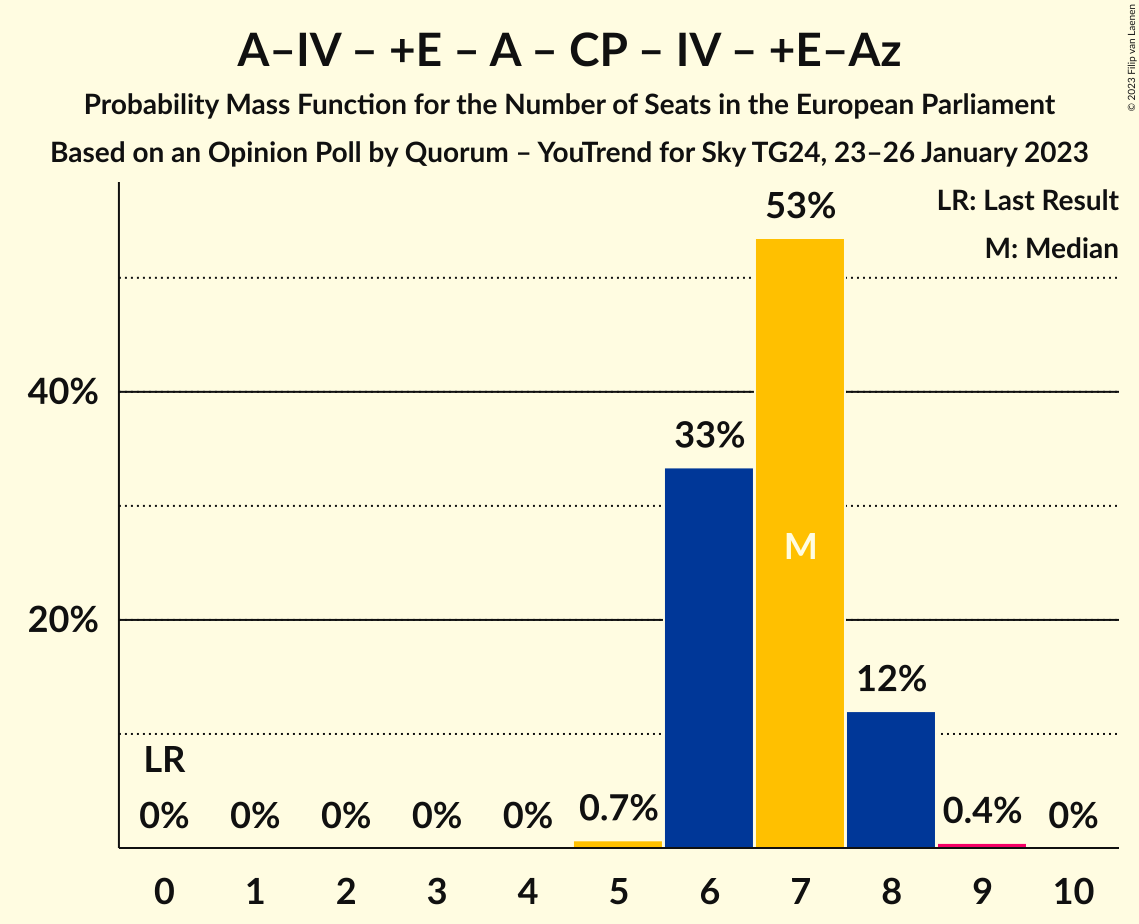 A–IV – +E – A – CP – IV – +E–Az
Probability Mass Function for the Number of Seats in the European Parliament
Based on an Opinion Poll by Quorum – YouTrend for Sky TG24, 23–26 January 2023
© 2023 Filip van Laenen
LR: Last Result
M: Median
53%
40%
33%
M
20%
12%
LR
0% 0% 0% 0% 0% 0.7% 0.4% 0%
0 1 2 3 4 5 6 7 8 9 10